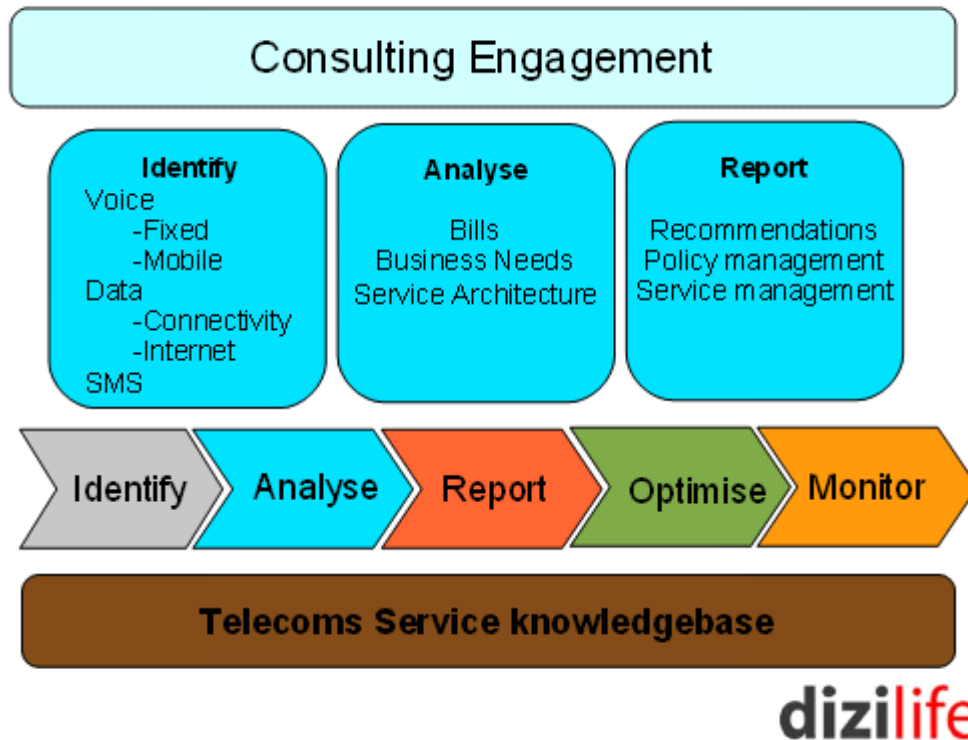 Consulting Engagement
Identify
Voice
-Fixed
-Mobile
Data
-Connectivity
-Internet
SMS
Analyse
Bills
Business Needs
Service Architecture
Report
Recommendations
Policy management
Service management
Identify
Analyse
Report
Optimise
Monitor
Telecoms Service knowledgebase
dizilife